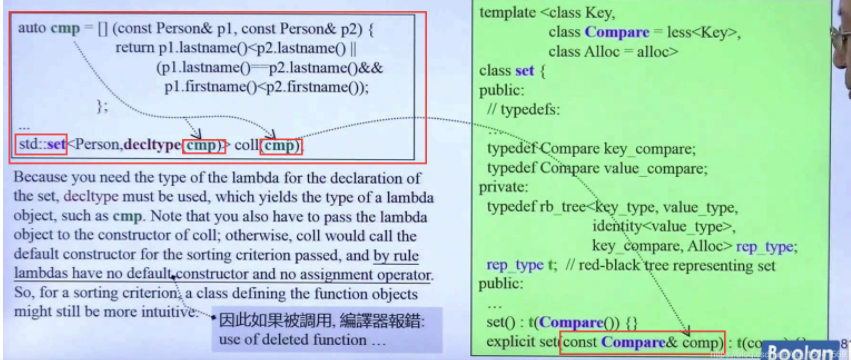 auto cmp = [] (const Person& p1, const Person& p2) {
return p1.lastname()<p2.lastname() ||
(p1.lastname()==p2.lastname()&&
p1.firstname()<p2.firstname());
};
...
std::set<Person,decltype(cmp)> coll(cmp);
Because you need the type of the lambda for the declaration of
the set, decltype must be used, which yields the type of a lambda
object, such as cmp. Note that you also have to pass the lambda
object to the constructor of coll; otherwise, coll would call the
default constructor for the sorting criterion passed, and by rule
lambdas have no default constructor and no assignment operator.
So, for a sorting criterion, a class defining the function objects
might still be more intuitive.
因此如果被調用, 編譯器報錯:
use of deleted function ...
template <class Key,
class Compare = less<Key>,
class Alloc = alloc>
class set {
public:
// typedefs:
...
typedef Compare key_compare;
typedef Compare value_compare;
private:
typedef rb_tree<key_type, value_type,
identity<value_type>,
key_compare, Alloc> rep_type;
rep_type t; // red-black tree representing set
public:
...
set() : t(Compare()) {}
explicit set(const Compare& comp) : t(co
Boolan